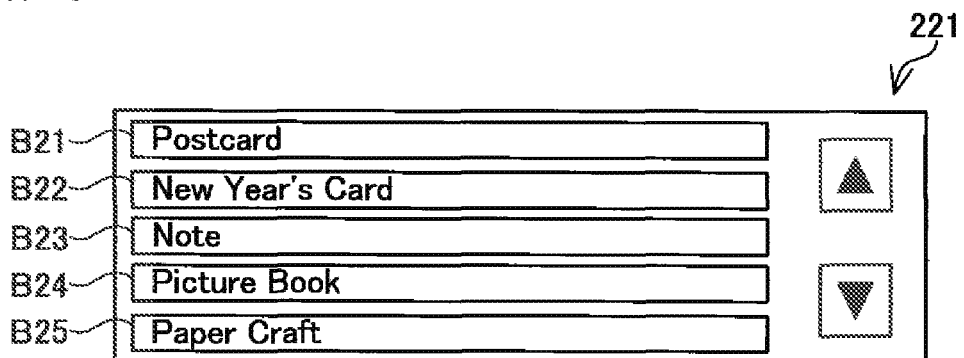 221
B21 Postcard
B22 New Year's Card
B23 Note
B24 Picture Book
B25 Paper Craft